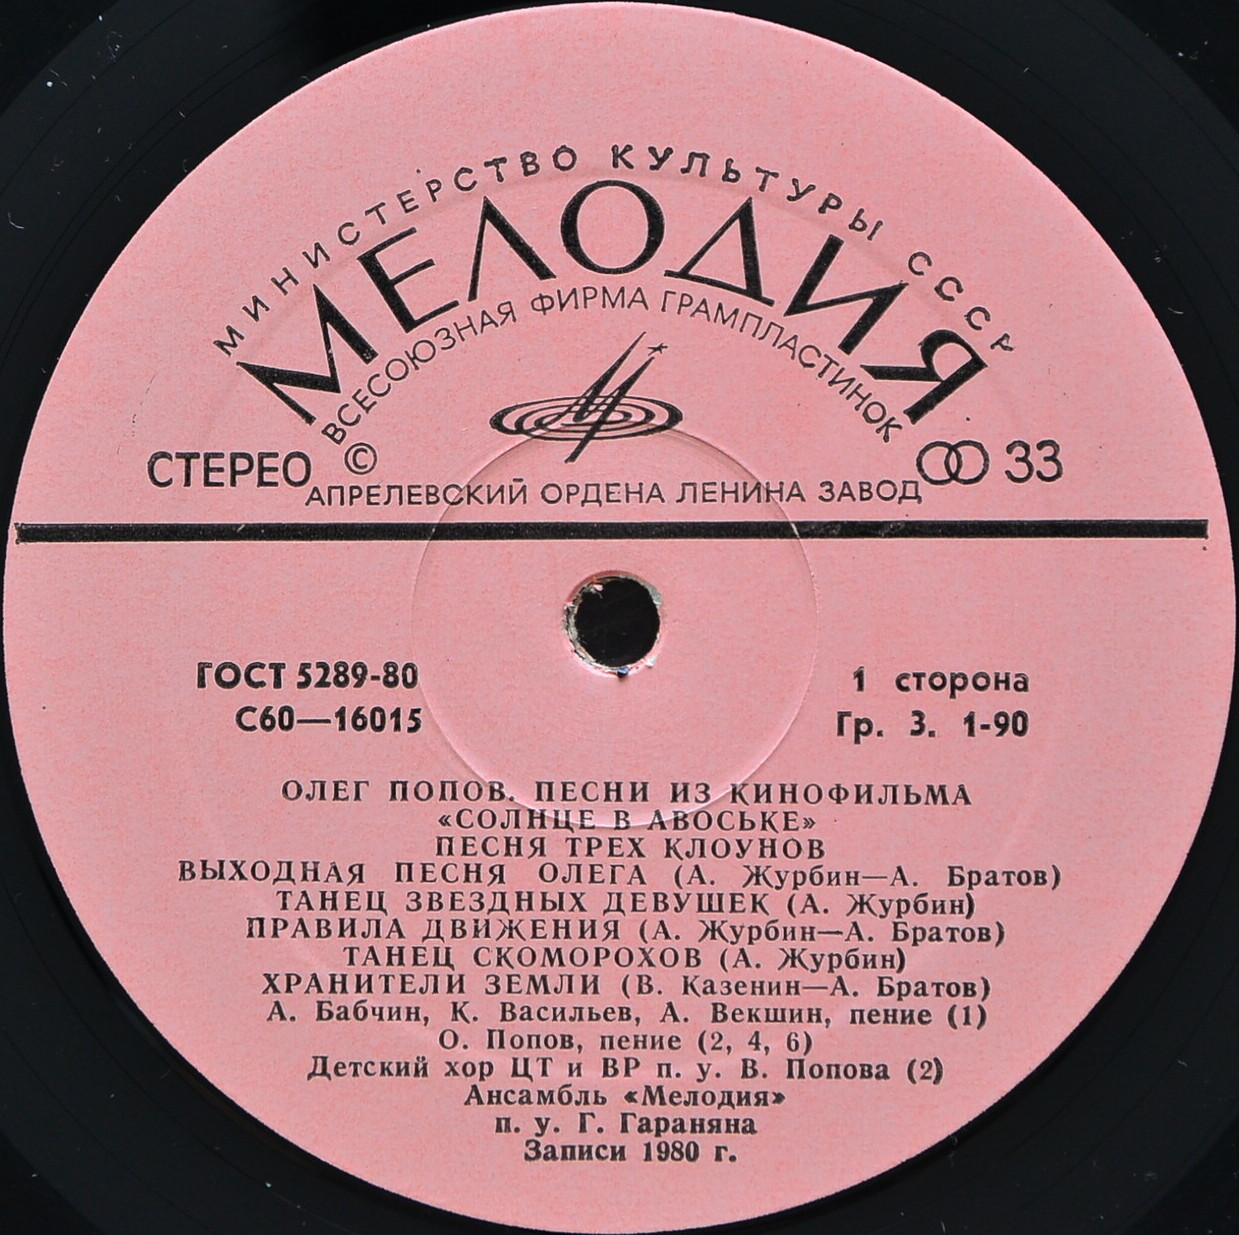 МИНИСТЕРСТВО КУЛЬТУРЫ СССР
МЕЛОДИЯ
ВСЕСОЮЗНАЯ ФИРМА ГРАМПЛАСТИНОК
СТЕРЕО © 33
АПРЕЛЕВСКИЙ ОРДЕНА ЛЕНИНА ЗАВОД
ГОСТ 5289-80 1 сторона
С60—16015 Гр. 3. 1-90
ОЛЕГ ПОПОВ. ПЕСНИ ИЗ КИНОФИЛЬМА
«СОЛНЦЕ В АВОСЬКЕ»
ПЕСНЯ ТРЕХ КЛОУНОВ
ВЫХОДНАЯ ПЕСНЯ ОЛЕГА (А. Журбин—А. Братов)
ТАНЕЦ ЗВЕЗДНЫХ ДЕВУШЕК (А. Журбин)
ПРАВИЛА ДВИЖЕНИЯ (А. Журбин—А. Братов)
ТАНЕЦ СКОМОРОХОВ (А. Журбин)
ХРАНИТЕЛИ ЗЕМЛИ (В. Казенин—А. Братов)
А. Бабчин, К. Васильев, А. Векшин, пение (1)
О. Попов, пение (2, 4, 6)
Детский хор ЦТ и ВР п. у. В. Попова (2)
Ансамбль «Мелодия»
п. у. Г. Гараняна
Записи 1980 г.